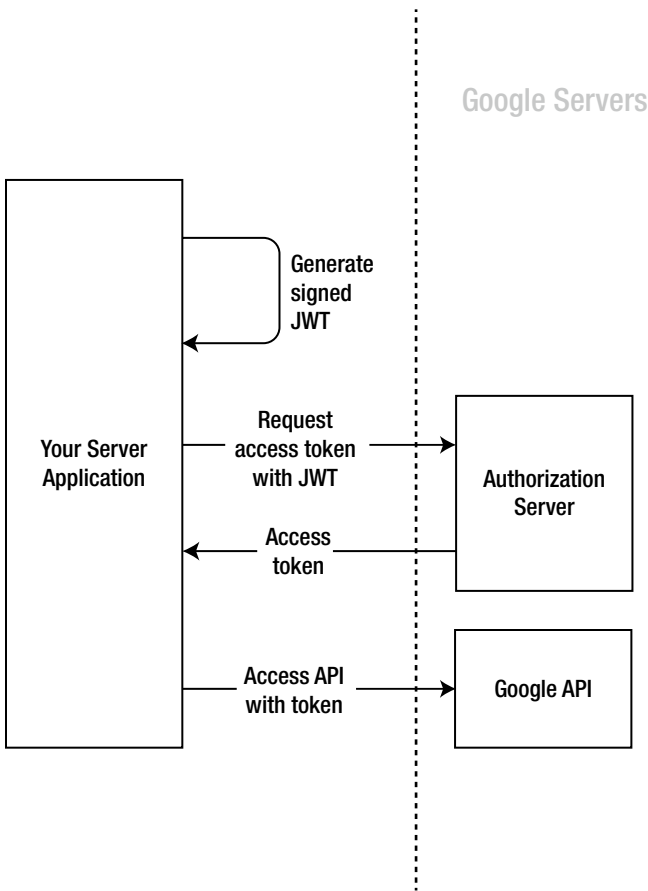 Google Servers
Generate
signed
JWT
Your Server
Application
Request
access token
with JWT
Authorization
Server
Access
token
Access API
with token
Google API